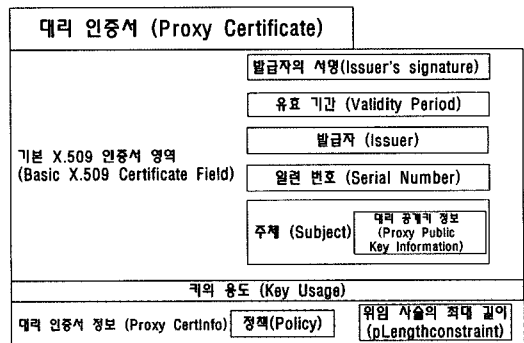 대리 인증서 (Proxy Certificate)
발급자의 서명(Issuer's signature)
유효 기간 (Validity Period)
발급자 (Issuer)
기본 X.509 인증서 영역
(Basic X.509 Certificate Field)
일련 번호 (Serial Number)
주체 (Subject)
대리 공개키 정보
(Proxy Public
Key Information)
키의 용도 (Key Usage)
대리 인증서 정보 (Proxy CertInfo)
정책(Policy)
위임 사슬의 최대 길이
(pLengthconstraint)